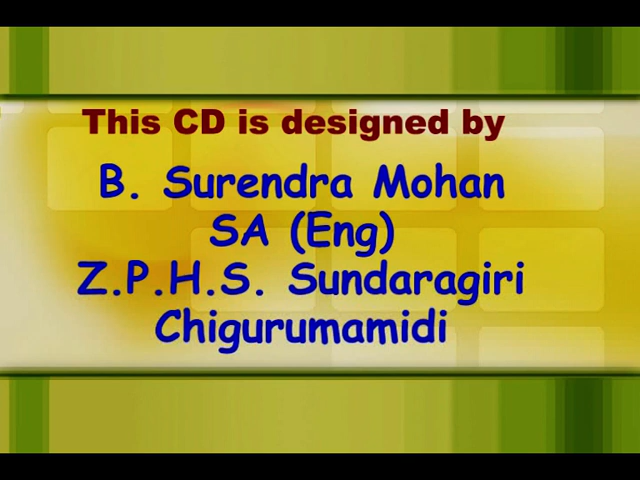 This CD is designed by
B. Surendra Mohan
SA (Eng)
Z.P.H.S. Sundaragiri
Chigurumamidi